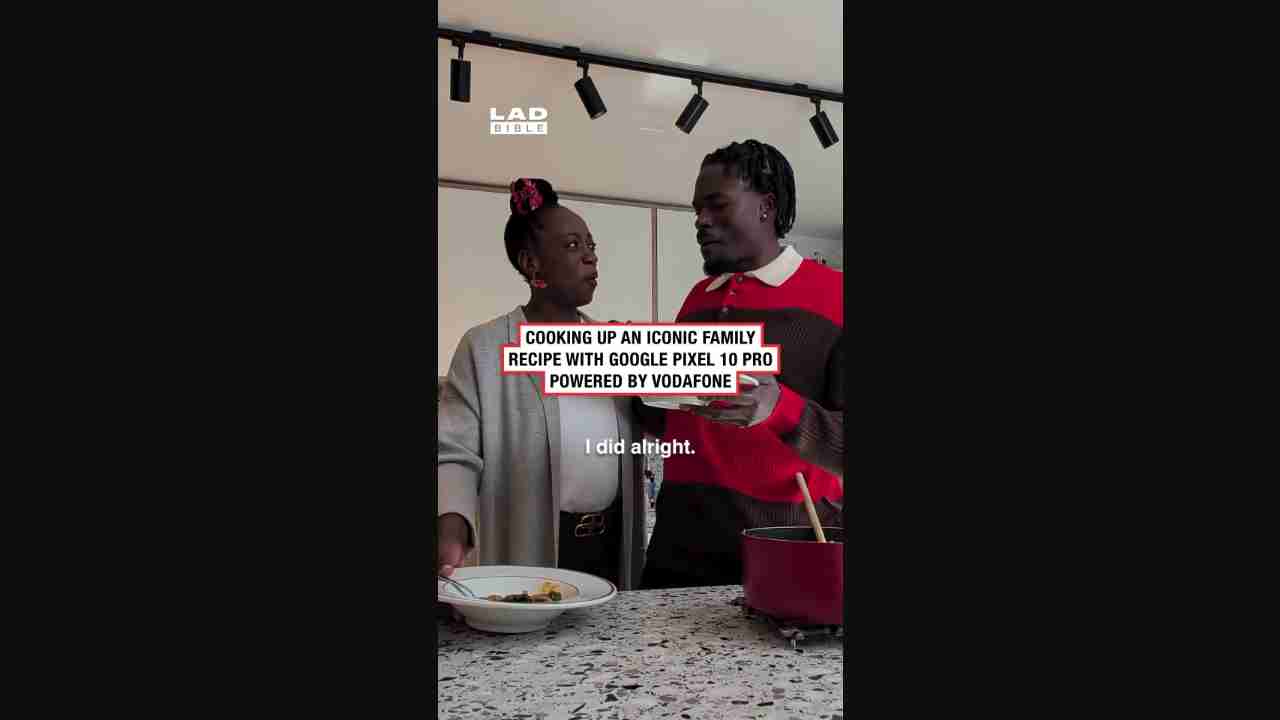 LAD
BIBLE
COOKING UP AN ICONIC FAMILY
RECIPE WITH GOOGLE PIXEL 10 PRO
POWERED BY VODAFONE
I did alright.